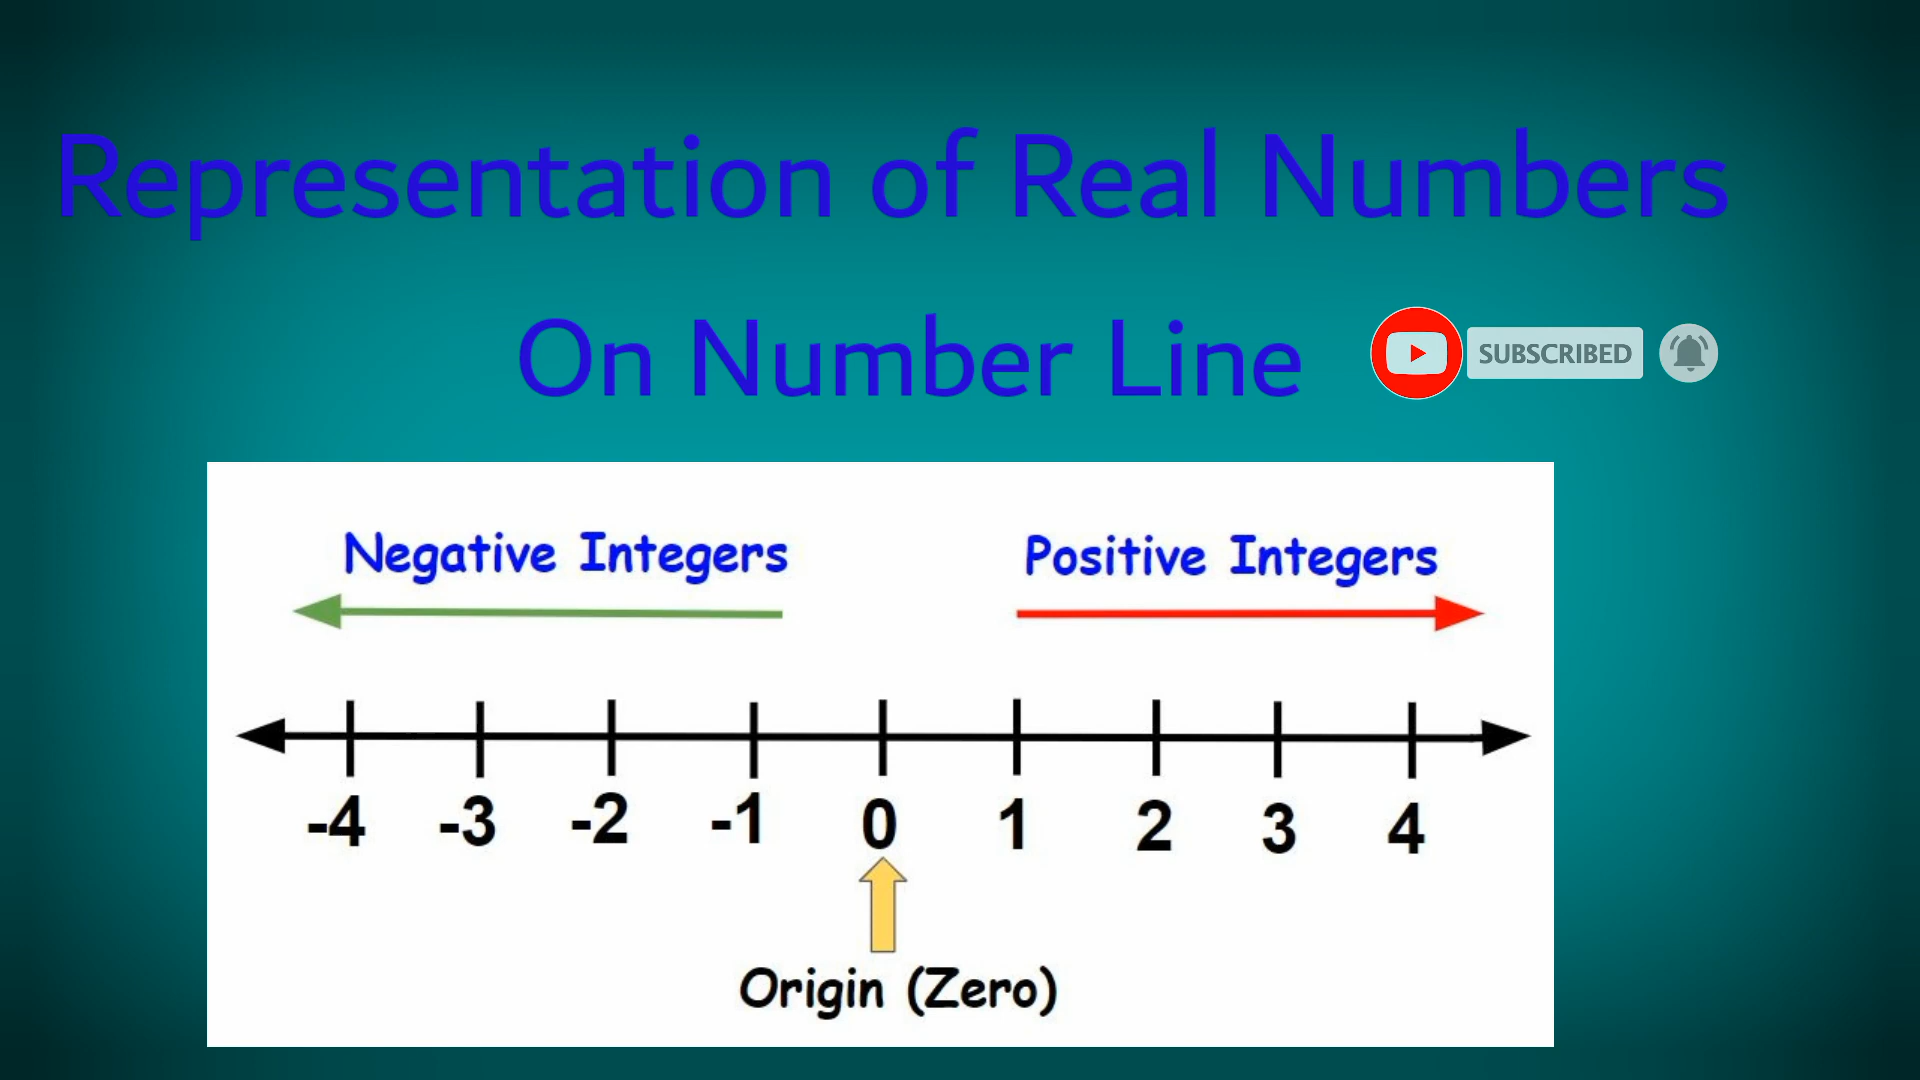 Representation of Real Numbers
On Number Line
SUBSCRIBED
Negative Integers
Positive Integers
-4 -3 -2 -1 0 1 2 3 4
Origin (Zero)